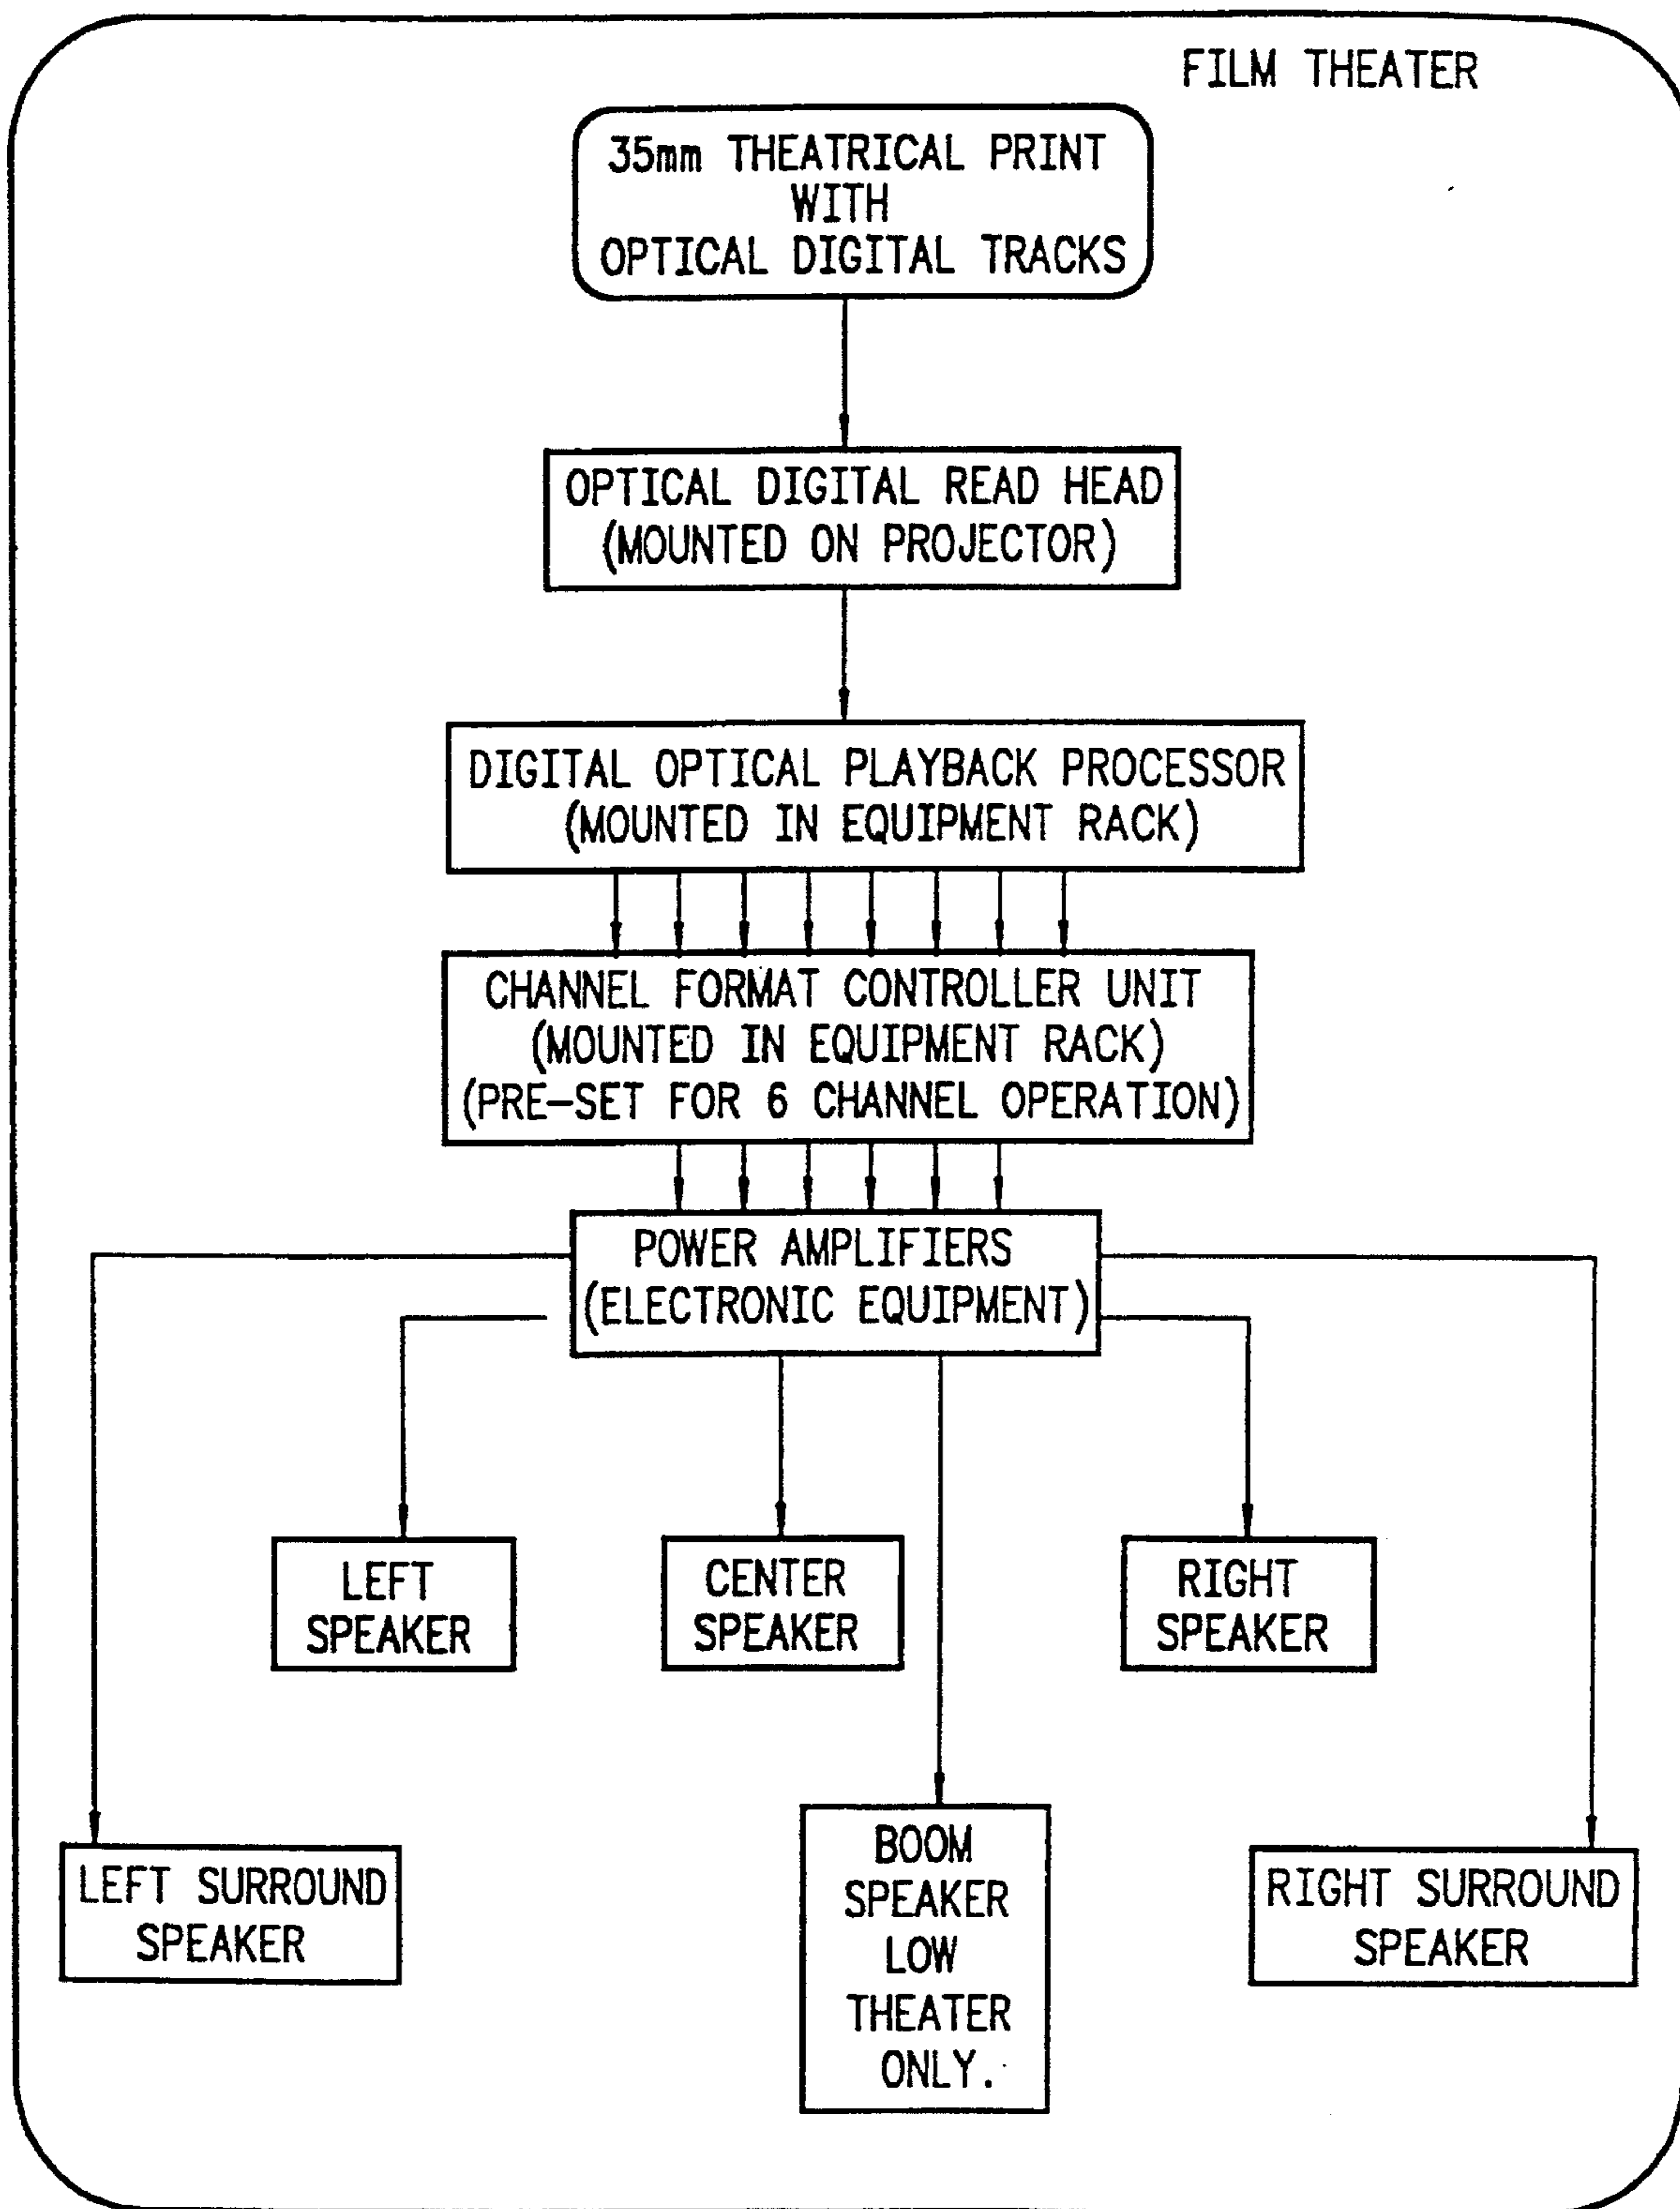 FILM THEATER
35mm THEATRICAL PRINT
WITH
OPTICAL DIGITAL TRACKS
OPTICAL DIGITAL READ HEAD
(MOUNTED ON PROJECTOR)
DIGITAL OPTICAL PLAYBACK PROCESSOR
(MOUNTED IN EQUIPMENT RACK)
CHANNEL FORMAT CONTROLLER UNIT
(MOUNTED IN EQUIPMENT RACK)
(PRE-SET FOR 6 CHANNEL OPERATION)
POWER AMPLIFIERS
(ELECTRONIC EQUIPMENT)
LEFT
SPEAKER
CENTER
SPEAKER
RIGHT
SPEAKER
LEFT SURROUND
SPEAKER
BOOM
SPEAKER
LOW
THEATER
ONLY.
RIGHT SURROUND
SPEAKER